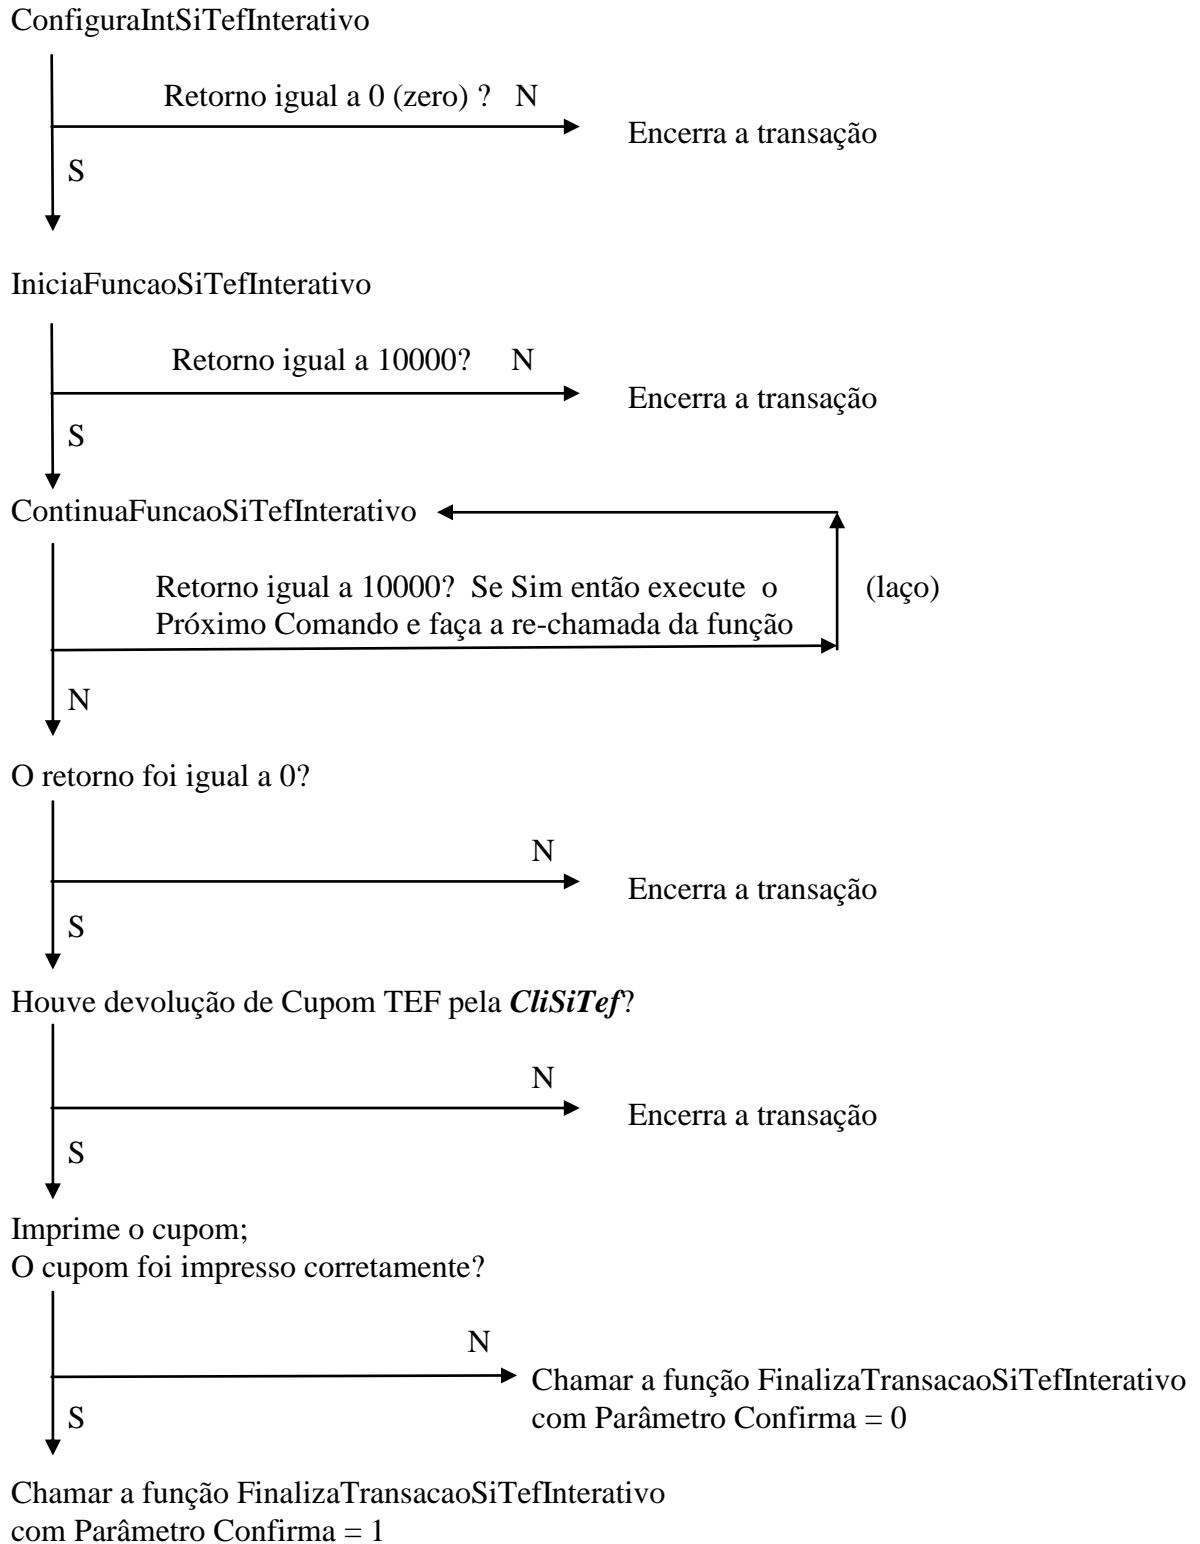 ConfiguraIntSiTefInterativo
Retorno igual a 0 (zero) ? N
Encerra a transação
S
IniciaFuncaoSiTefInterativo
Retorno igual a 10000? N
Encerra a transação
S
ContinuaFuncaoSiTefInterativo
Retorno igual a 10000? Se Sim então execute o
(laço)
Próximo Comando e faça a re-chamada da função
N
O retorno foi igual a 0?
N
Encerra a transação
S
Houve devolução de Cupom TEF pela CliSiTef?
N
Encerra a transação
S
Imprime o cupom;
O cupom foi impresso corretamente?
N
Chamar a função FinalizaTransacaoSiTefInterativo
com Parâmetro Confirma = 0
S
Chamar a função FinalizaTransacaoSiTefInterativo
com Parâmetro Confirma = 1